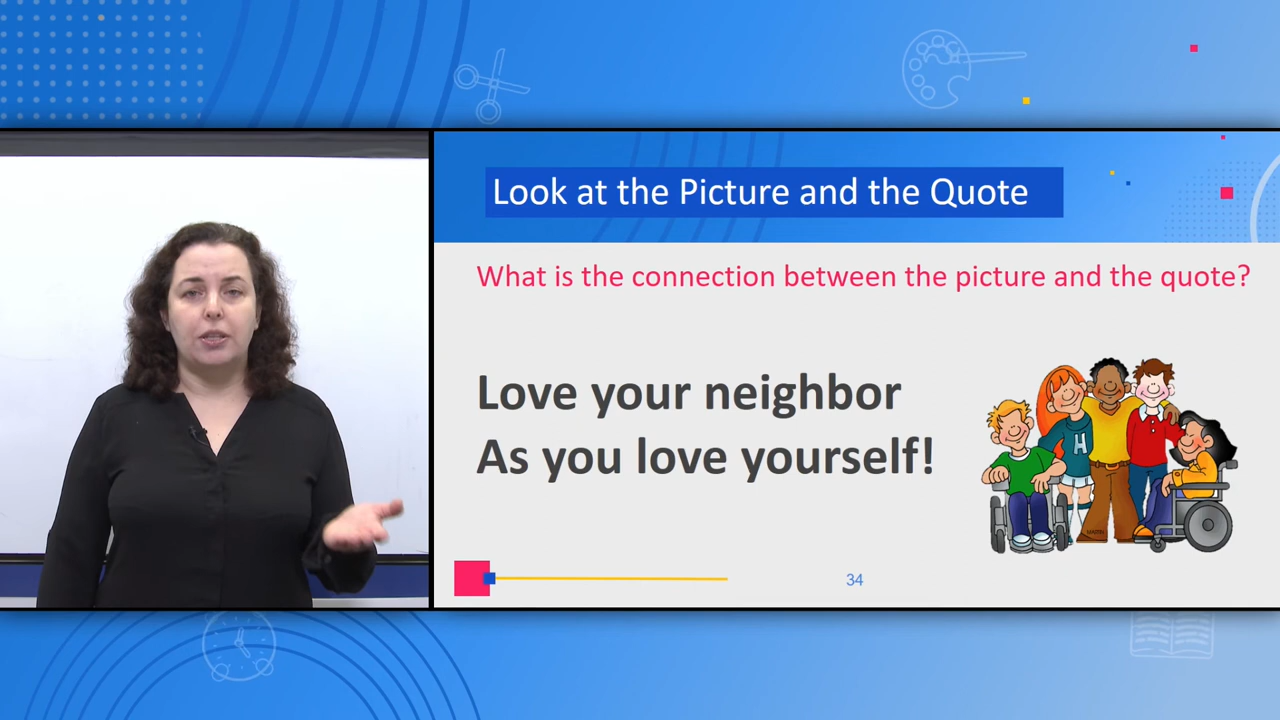 Look at the Picture and the Quote
What is the connection between the picture and the quote?
Love your neighbor
As you love yourself!
H
34